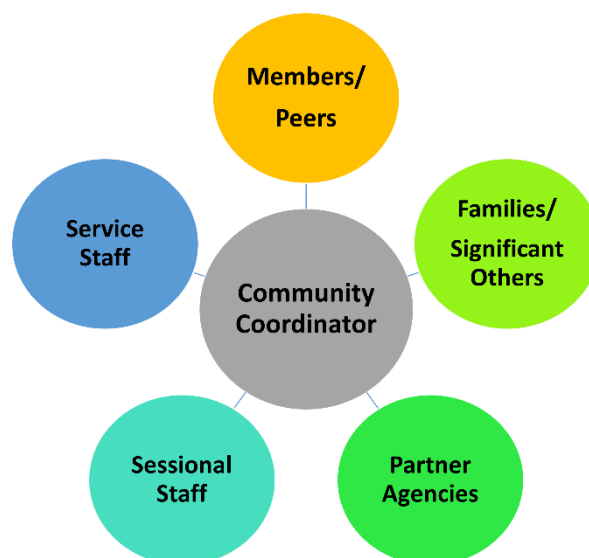 Members/
Peers
Families/
Significant
Others
Service
Staff
Community
Coordinator
Sessional
Staff
Partner
Agencies